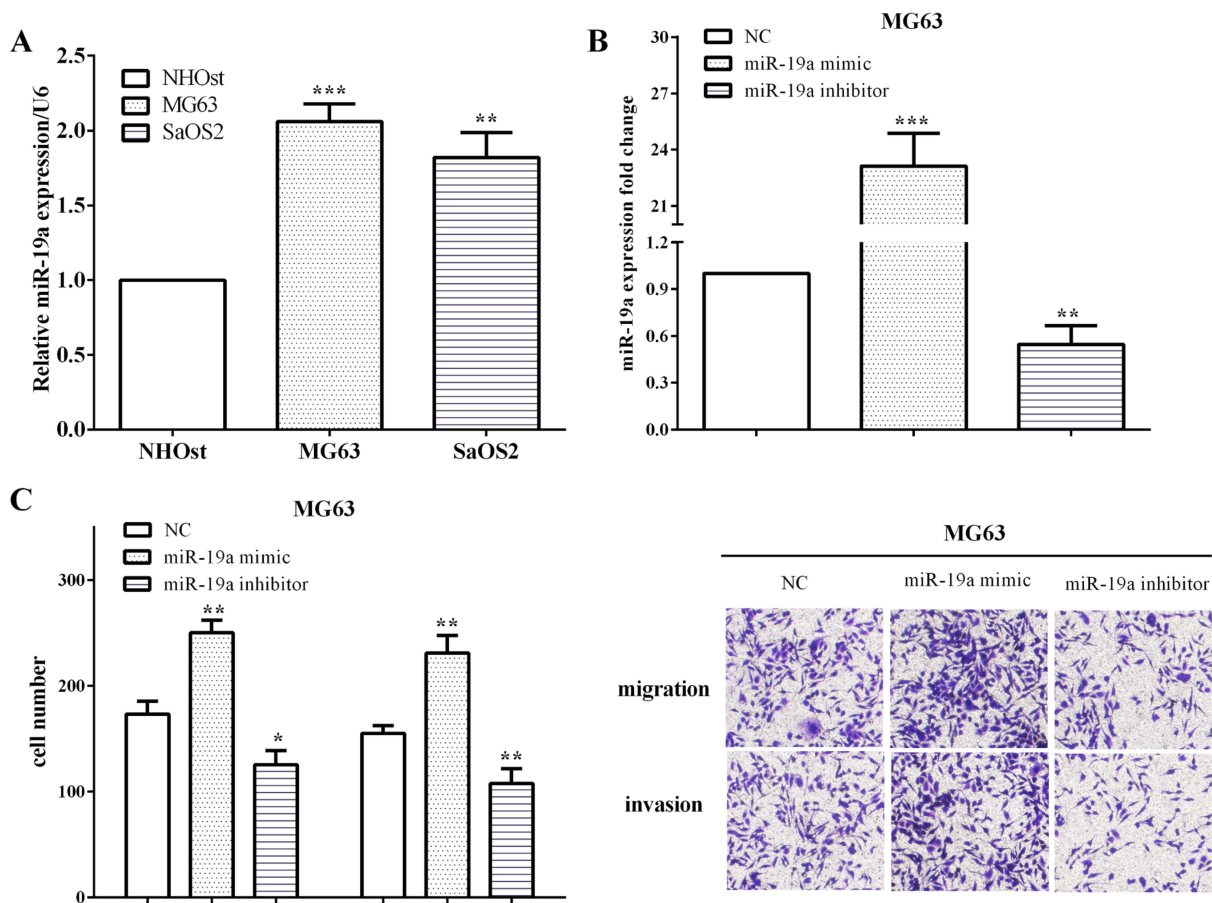 A
Relative miR-19a expression/U6
2.5
2.0
1.5
1.0
0.5
0.0
NHOst
MG63
SaOS2
***
**
NHOst
MG63
SaOS2
B
MG63
miR-19a expression fold change
30
27
24
21
1.2
0.9
0.6
0.3
0.0
NC
miR-19a mimic
miR-19a inhibitor
***
**
C
MG63
cell number
300
200
100
0
NC
miR-19a mimic
miR-19a inhibitor
**
*
**
**
MG63
NC
miR-19a mimic
miR-19a inhibitor
migration
invasion